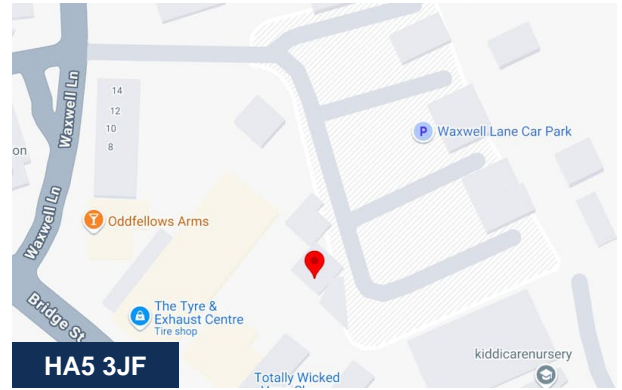 Waxwell Ln
14
12
10
8
on
P Waxwell Lane Car Park
Waxwell Ln
Oddfellows Arms
Bridge St
The Tyre &
Exhaust Centre
Tire shop
kiddicarenursery
Totally Wicked
HA5 3JF